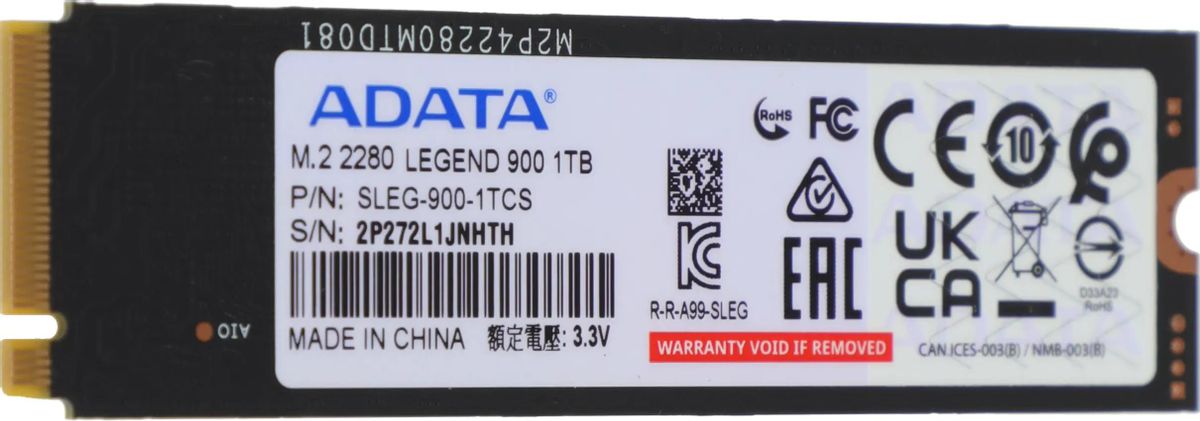 M2P42280MTD081
ADATA®
M.2 2280 LEGEND 900 1TB
P/N: SLEG-900-1TCS
S/N: 2P272L1JNHTH
MADE IN CHINA 額定電壓: 3.3V
RoHS FC CE 10
UK
CA
EAC
R-R-A99-SLEG
D33A23
RoHS
WARRANTY VOID IF REMOVED
CAN ICES-003(B) / NMB-003(B)
AIO